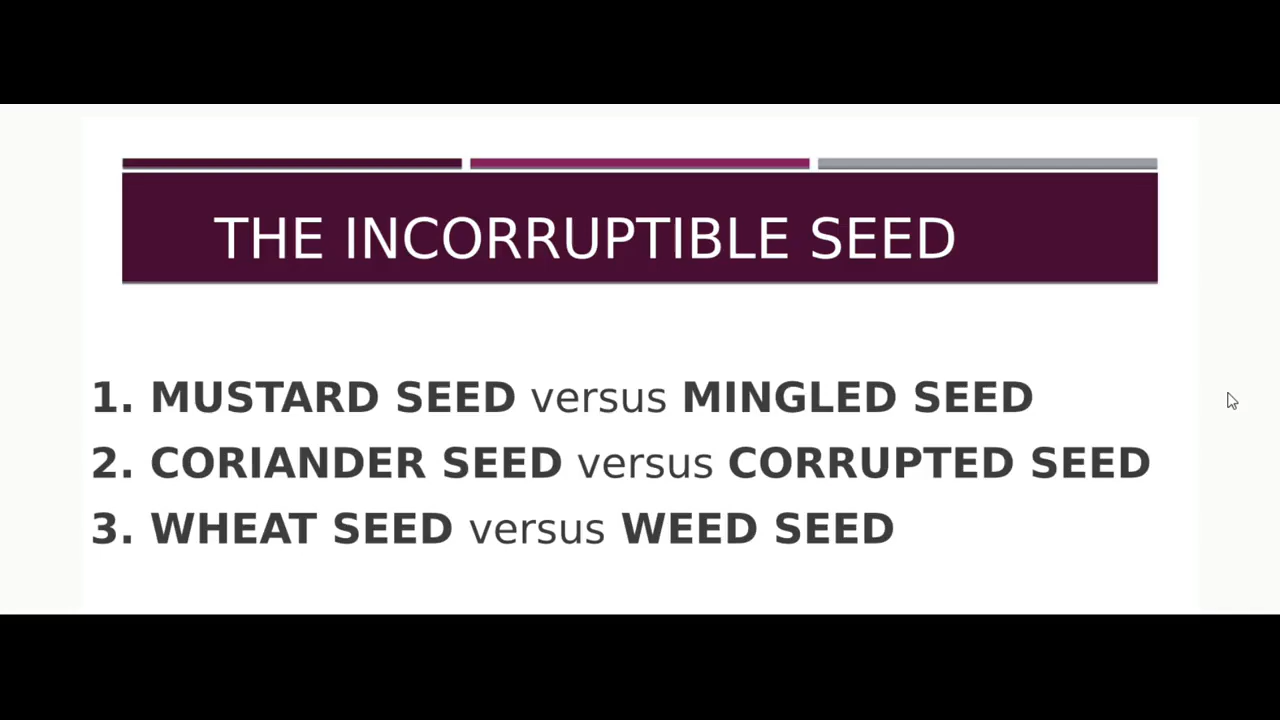 THE INCORRUPTIBLE SEED
1. MUSTARD SEED versus MINGLED SEED
2. CORIANDER SEED versus CORRUPTED SEED
3. WHEAT SEED versus WEED SEED